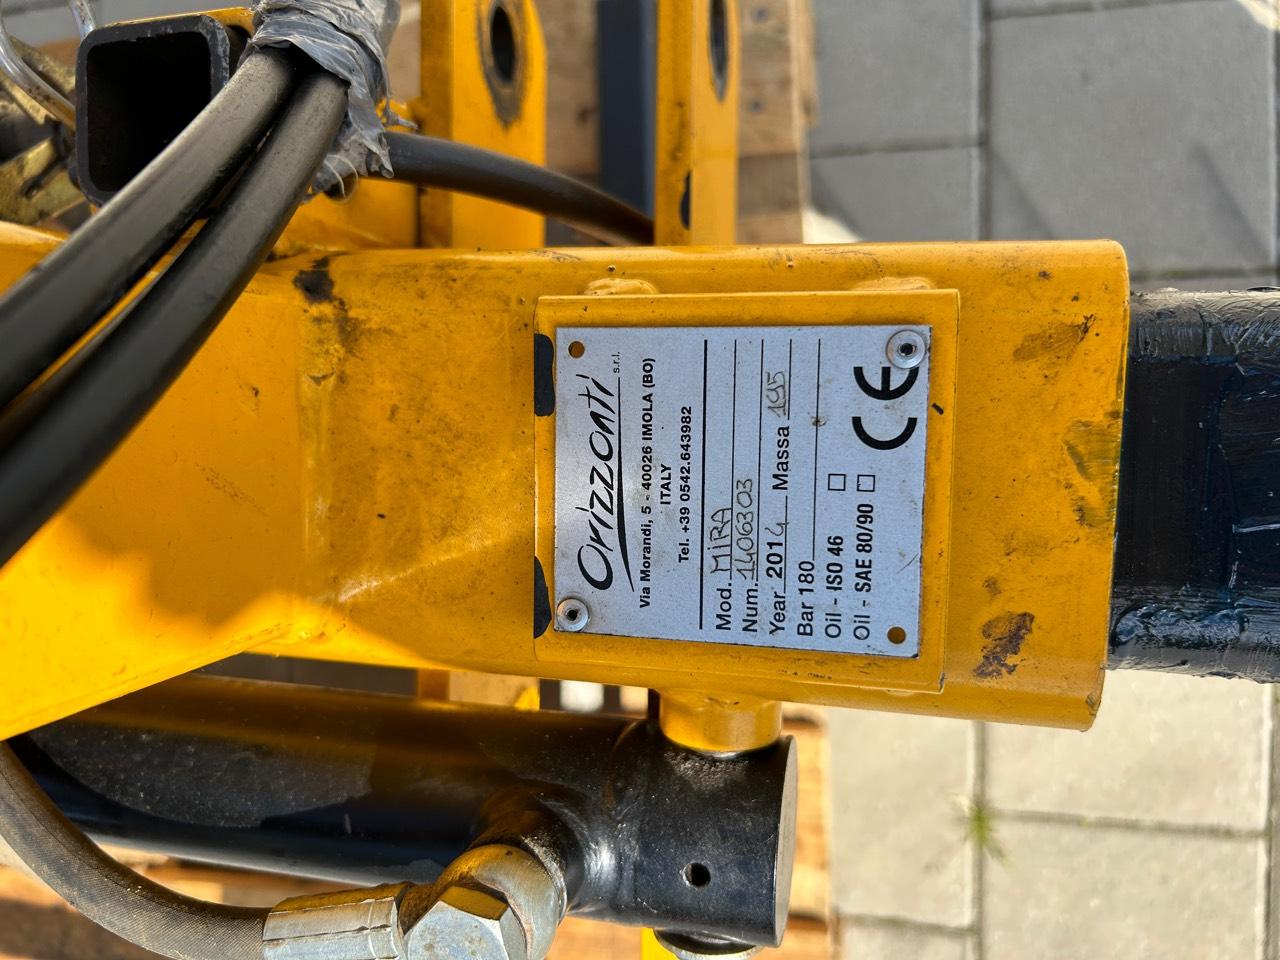 Orizzonti s.r.l.
Via Morandi, 5 - 40026 IMOLA (BO)
ITALY
Tel. +39 0542.643982
Mod. MiRA
Num. 1406303
Year 2014 Massa 195
Bar 180
Oil - ISO 46
Oil - SAE 80/90
CE